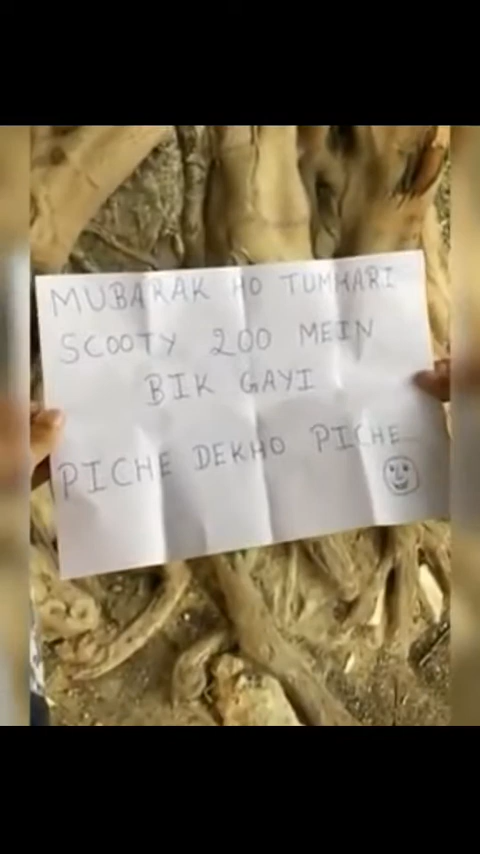 MUBARAK HO TUMHARI
SCOOTY 200 MEIN
BIK GAYI
PICHE DEKHO PICHE